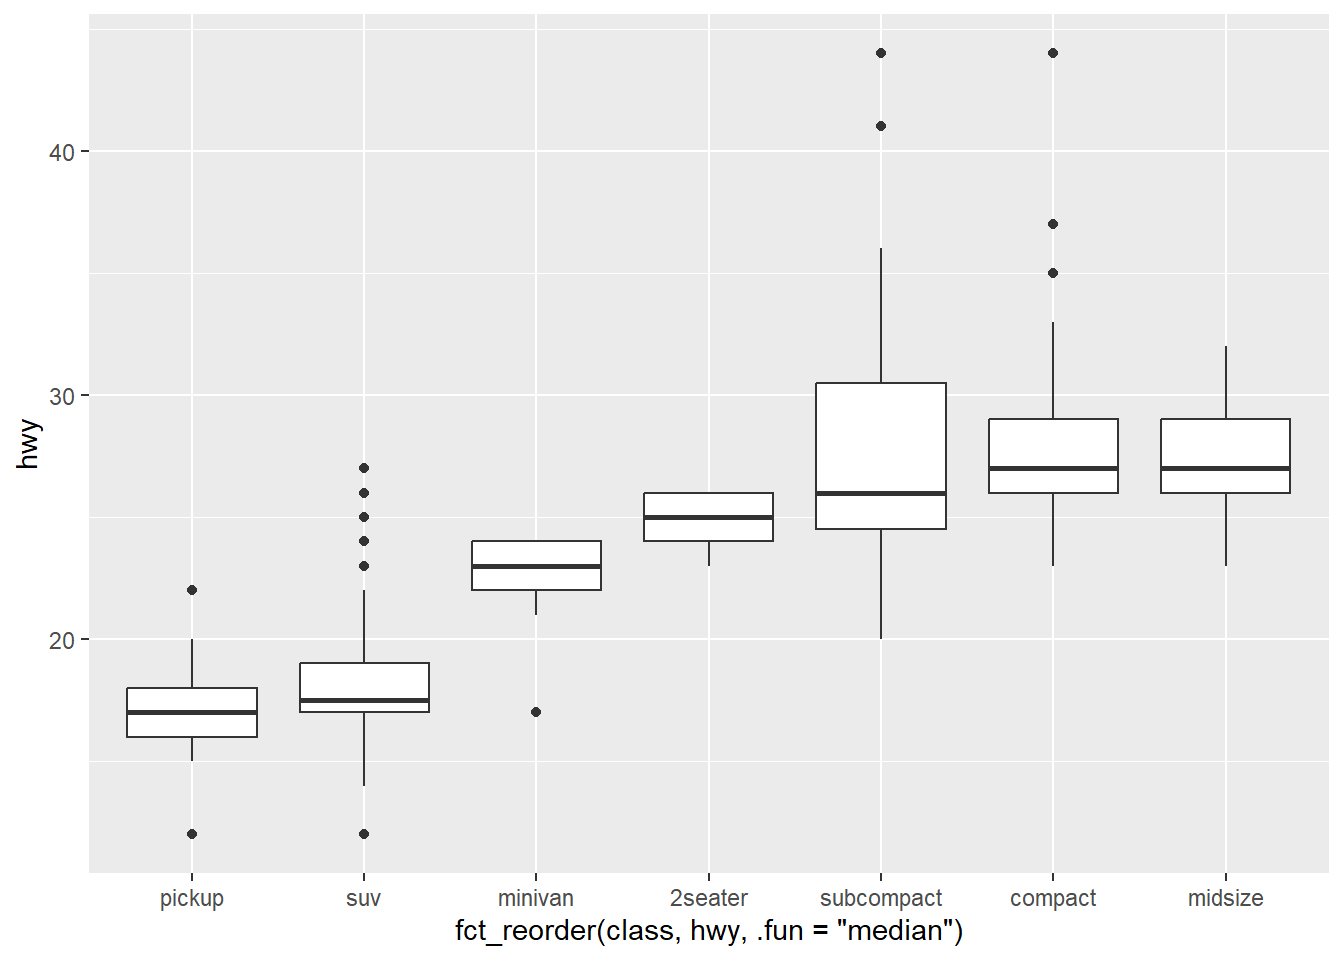 40
30
20
hwy
pickup suv minivan 2seater subcompact compact midsize
fct_reorder(class, hwy, .fun = "median")